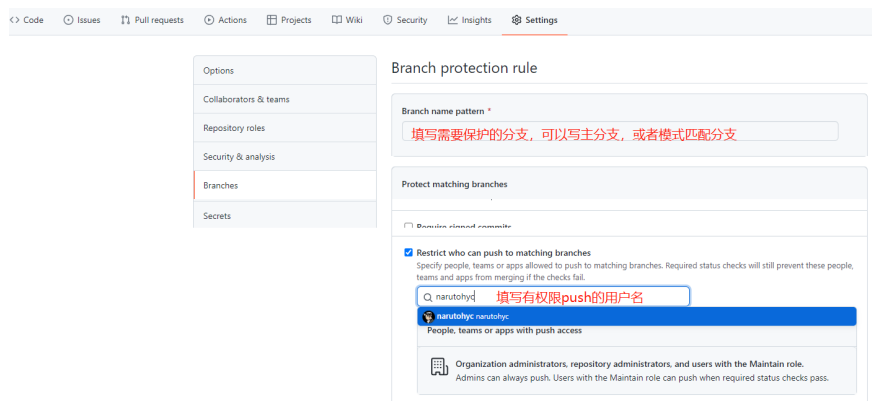 <> Code
Issues
Pull requests
Actions
Projects
Wiki
Security
Insights
Settings
Options
Collaborators & teams
Repository roles
Security & analysis
Branches
Secrets
Branch protection rule
Branch name pattern *
填写需要保护的分支，可以写主分支，或者模式匹配分支
Protect matching branches
Require signed commits
Restrict who can push to matching branches
Specify people, teams or apps allowed to push to matching branches. Required status checks will still prevent these people,
teams and apps from merging if the checks fail.
narutohyc 填写有权限push的用户名
narutohyc narutohyc
People, teams or apps with push access
Organization administrators, repository administrators, and users with the Maintain role.
Admins can always push. Users with the Maintain role can push when required status checks pass.